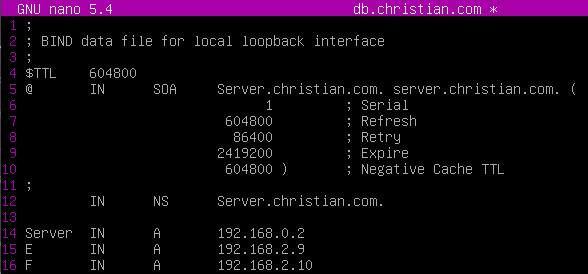 GNU nano 5.4 db.christian.com *
1 ;
2 ; BIND data file for local loopback interface
3 ;
4 $TTL 604800
5 @ IN SOA Server.christian.com. server.christian.com. (
6 1 ; Serial
7 604800 ; Refresh
8 86400 ; Retry
9 2419200 ; Expire
10 604800 ) ; Negative Cache TTL
11 ;
12 IN NS Server.christian.com.
13
14 Server IN A 192.168.0.2
15 E IN A 192.168.2.9
16 F IN A 192.168.2.10